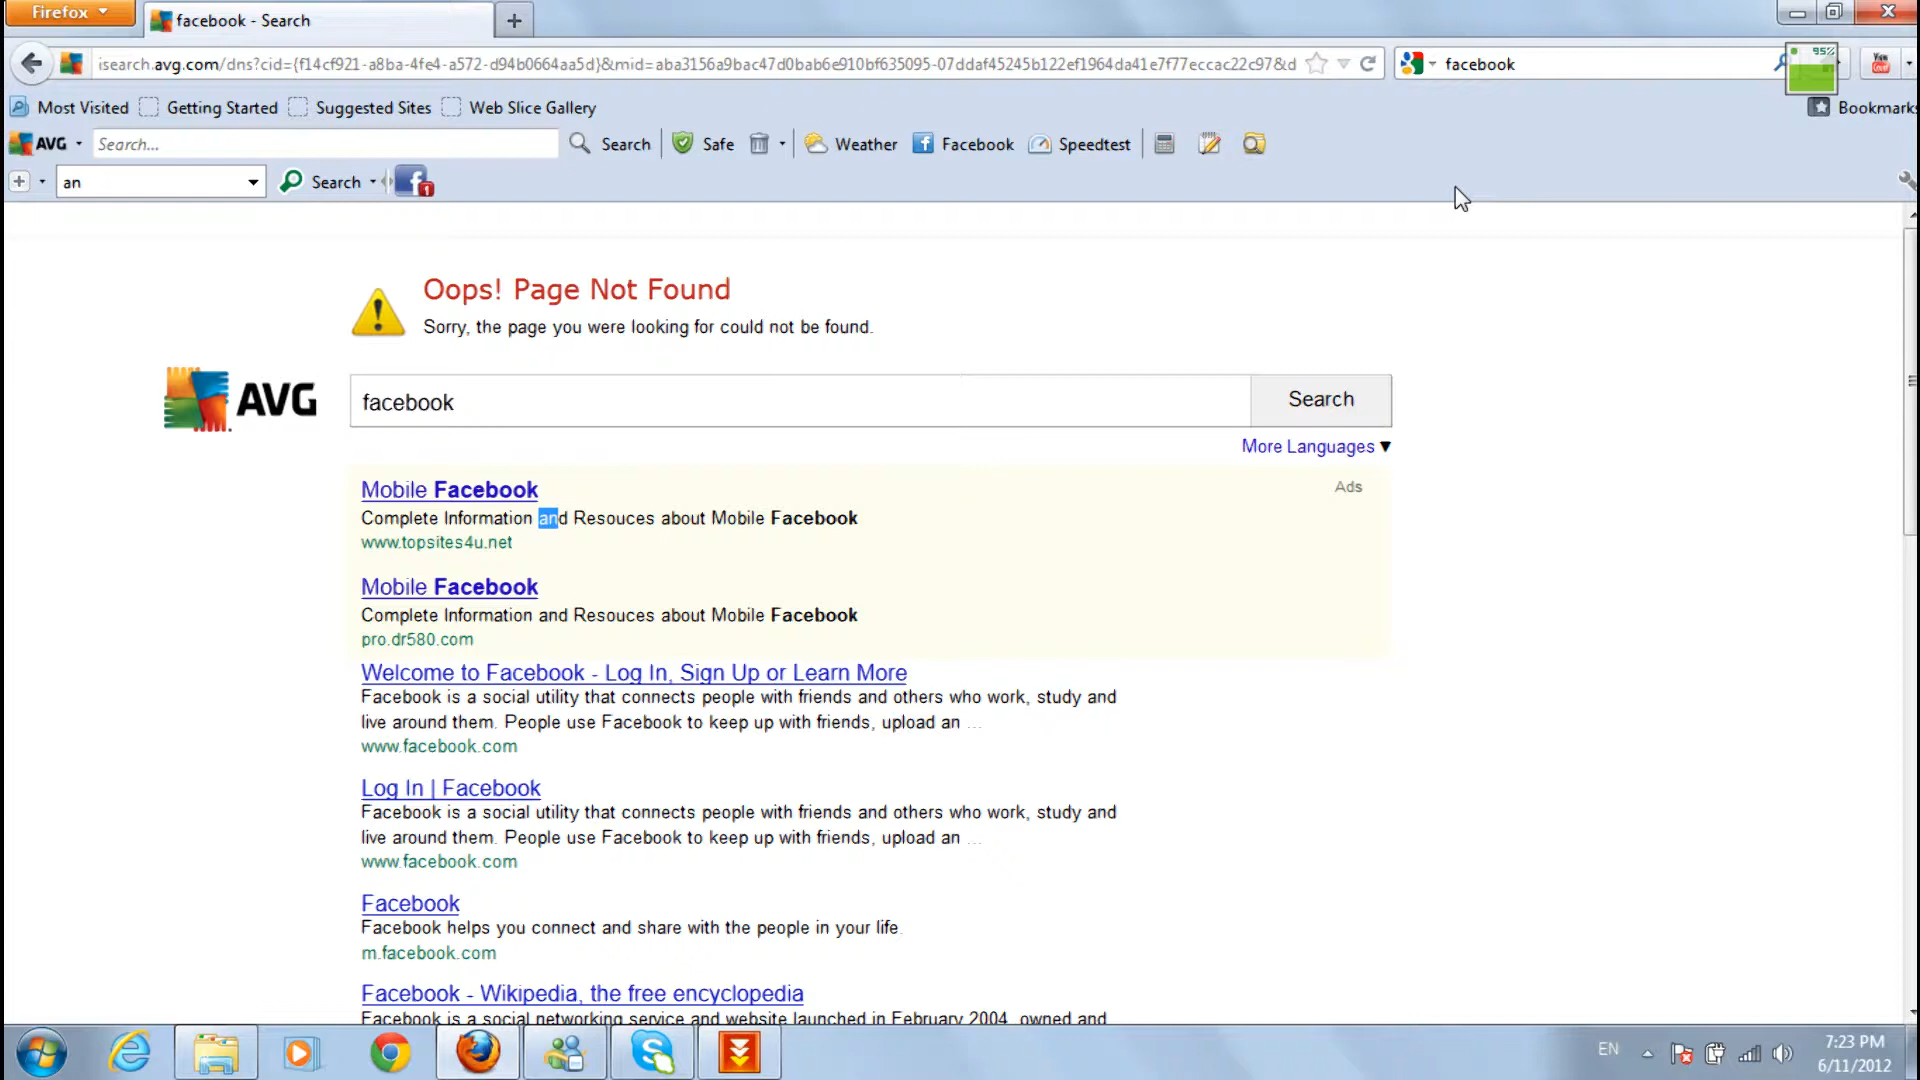 Firefox
facebook - Search
isearch.avg.com/dns?cid={f14cf921-a8ba-4fe4-a572-d94b0664aa5d}&mid=aba3156a9bac47d0bab6e910bf635095-07ddaf45245b122ef1964da41e7f77eccac22c97&d
facebook
95%
Most Visited
Getting Started
Suggested Sites
Web Slice Gallery
Bookmarks
AVG
Search...
Search
Safe
Weather
Facebook
Speedtest
an
Search
1
Oops! Page Not Found
Sorry, the page you were looking for could not be found.
AVG
facebook
Search
More Languages ▼
Ads
Mobile Facebook
Complete Information and Resouces about Mobile Facebook
www.topsites4u.net
Mobile Facebook
Complete Information and Resouces about Mobile Facebook
pro.dr580.com
Welcome to Facebook - Log In, Sign Up or Learn More
Facebook is a social utility that connects people with friends and others who work, study and
live around them. People use Facebook to keep up with friends, upload an ...
www.facebook.com
Log In | Facebook
Facebook is a social utility that connects people with friends and others who work, study and
live around them. People use Facebook to keep up with friends, upload an ...
www.facebook.com
Facebook
Facebook helps you connect and share with the people in your life.
m.facebook.com
Facebook - Wikipedia, the free encyclopedia
Facebook is a social networking service and website launched in February 2004, owned and
EN
7:23 PM
6/11/2012